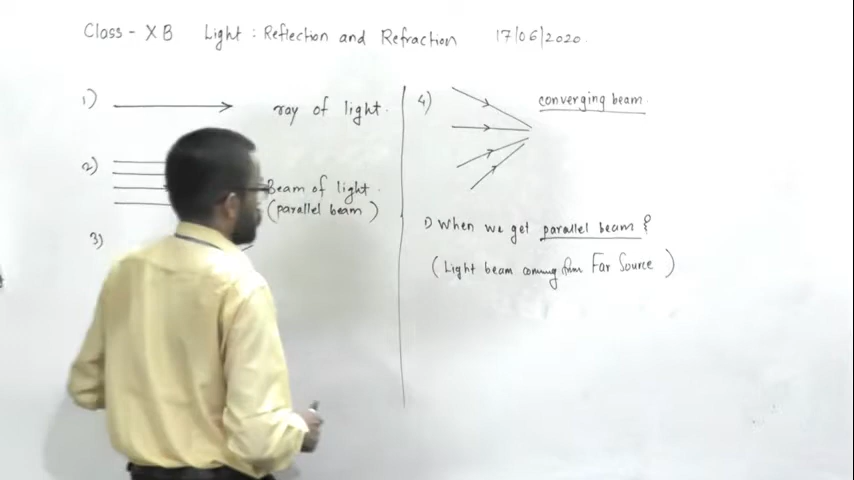 Class - X B Light : Reflection and Refraction 17/06/2020.
1) ray of light.
2) Beam of light.
(parallel beam)
3)
4) converging beam.
1) When we get parallel beam ?
(Light beam coming from Far Source)